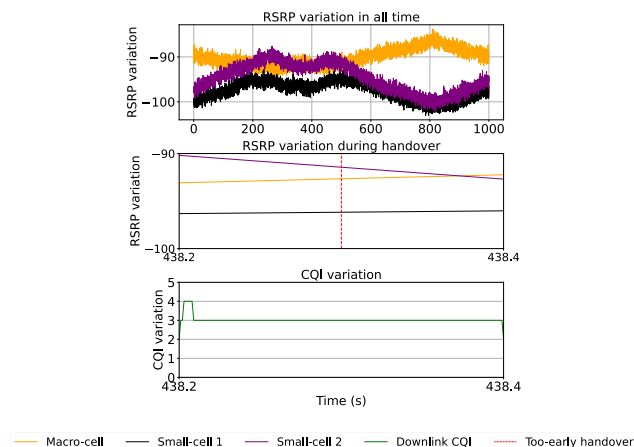 RSRP variation in all time
RSRP variation
−90
−100
0 200 400 600 800 1000
RSRP variation during handover
RSRP variation
−90
−100
438.2 438.4
CQI variation
CQI variation
5
4
3
2
1
0
438.2 438.4
Time (s)
Macro-cell Small-cell 1 Small-cell 2 Downlink CQI Too-early handover